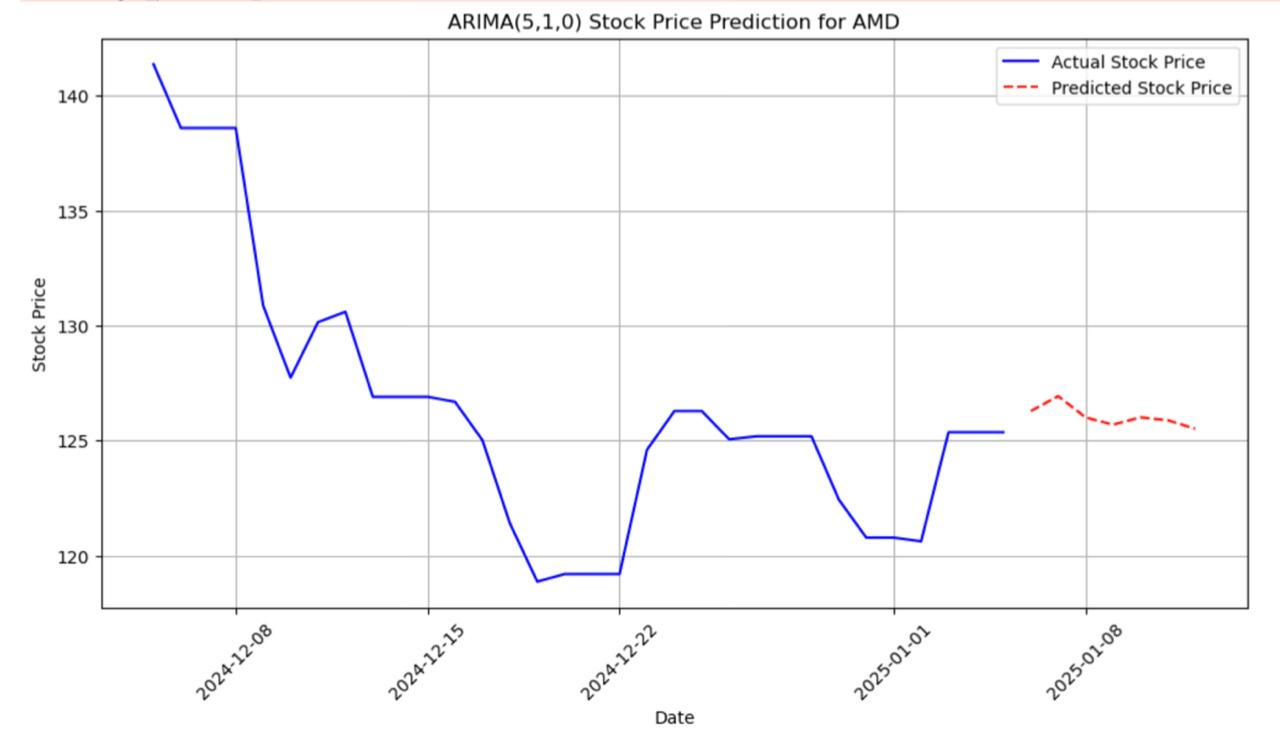 ARIMA(5,1,0) Stock Price Prediction for AMD
Actual Stock Price
Predicted Stock Price
Stock Price
140
135
130
125
120
2024-12-08
2024-12-15
2024-12-22
2025-01-01
2025-01-08
Date